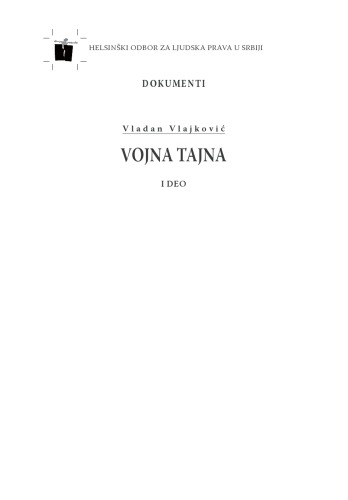 HELSINŠKI ODBOR ZA LJUDSKA PRAVA U SRBIJI
DOKUMENTI
Vladan Vlajković
VOJNA TAJNA
I DEO